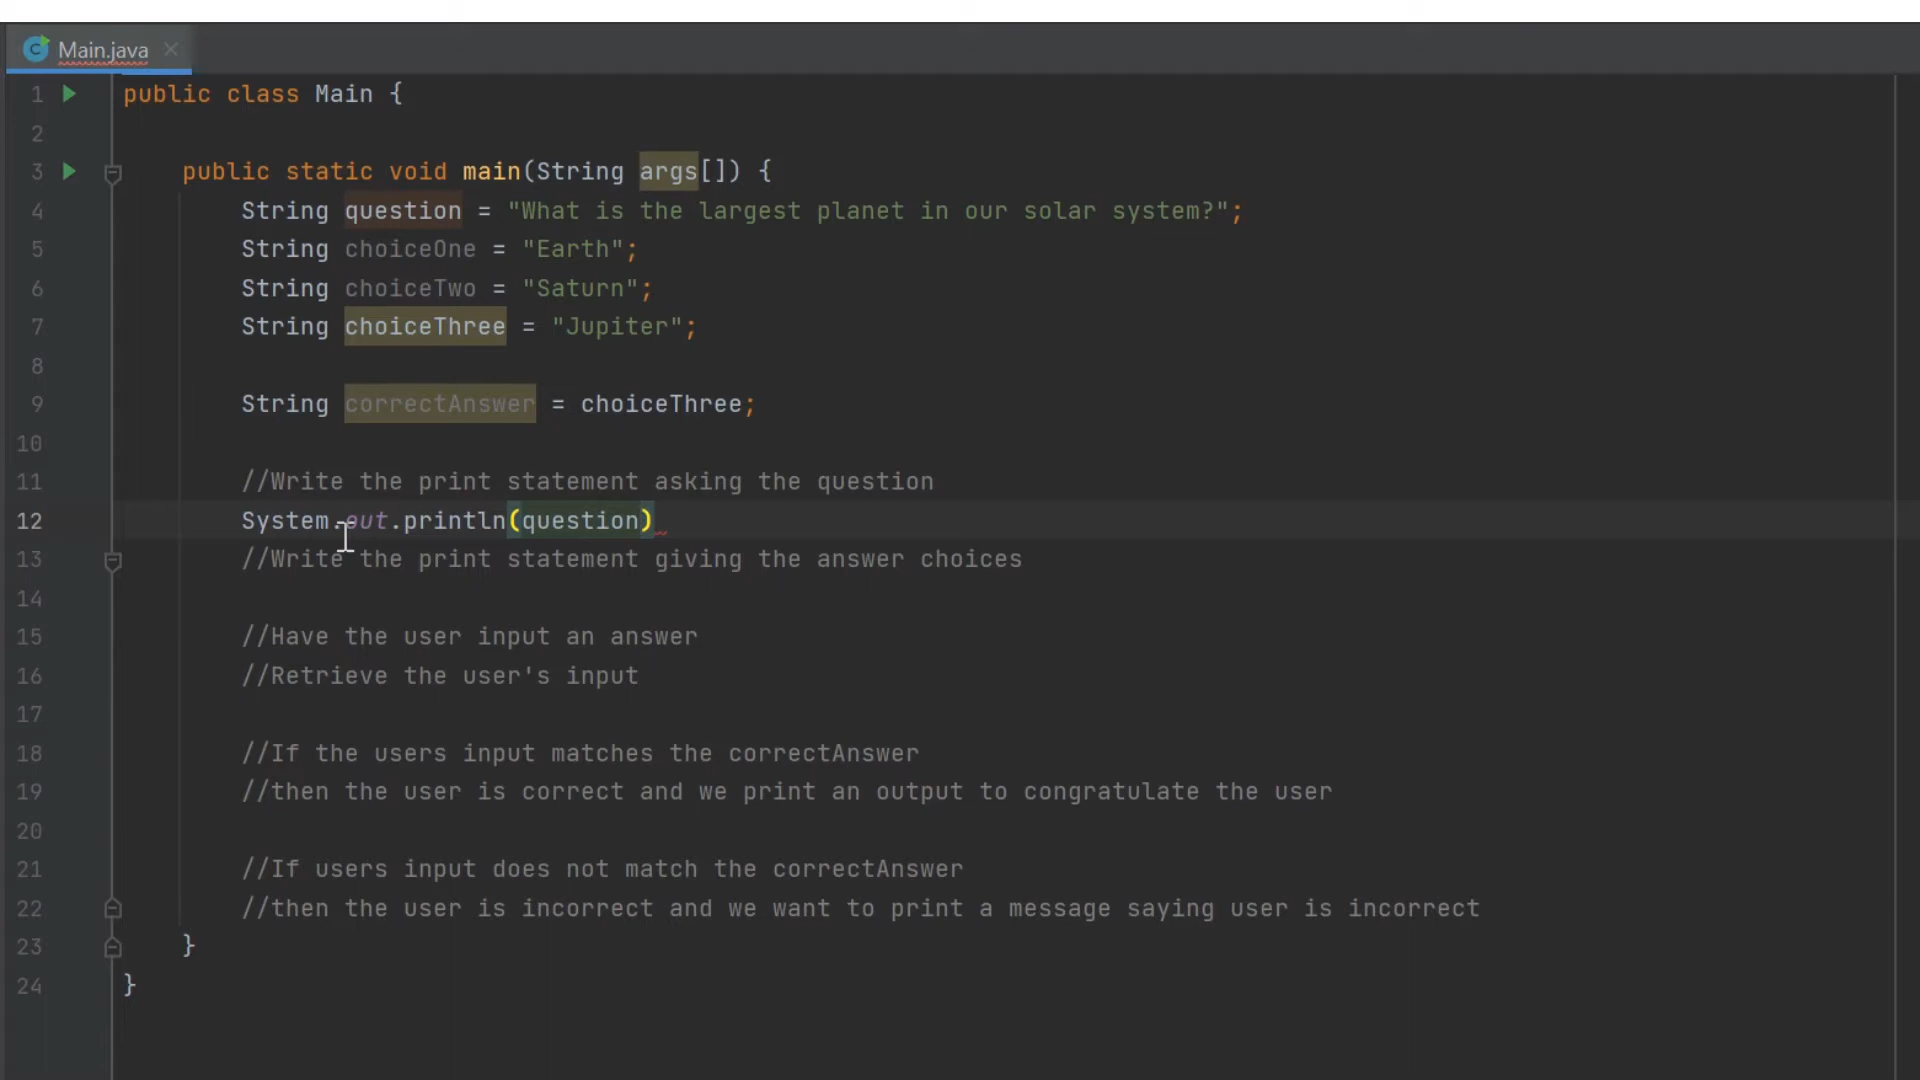 Main.java
1 public class Main {
2
3 public static void main(String args[]) {
4 String question = "What is the largest planet in our solar system?";
5 String choiceOne = "Earth";
6 String choiceTwo = "Saturn";
7 String choiceThree = "Jupiter";
8
9 String correctAnswer = choiceThree;
10
11 //Write the print statement asking the question
12 System.out.println(question)
13 //Write the print statement giving the answer choices
14
15 //Have the user input an answer
16 //Retrieve the user's input
17
18 //If the users input matches the correctAnswer
19 //then the user is correct and we print an output to congratulate the user
20
21 //If users input does not match the correctAnswer
22 //then the user is incorrect and we want to print a message saying user is incorrect
23 }
24 }